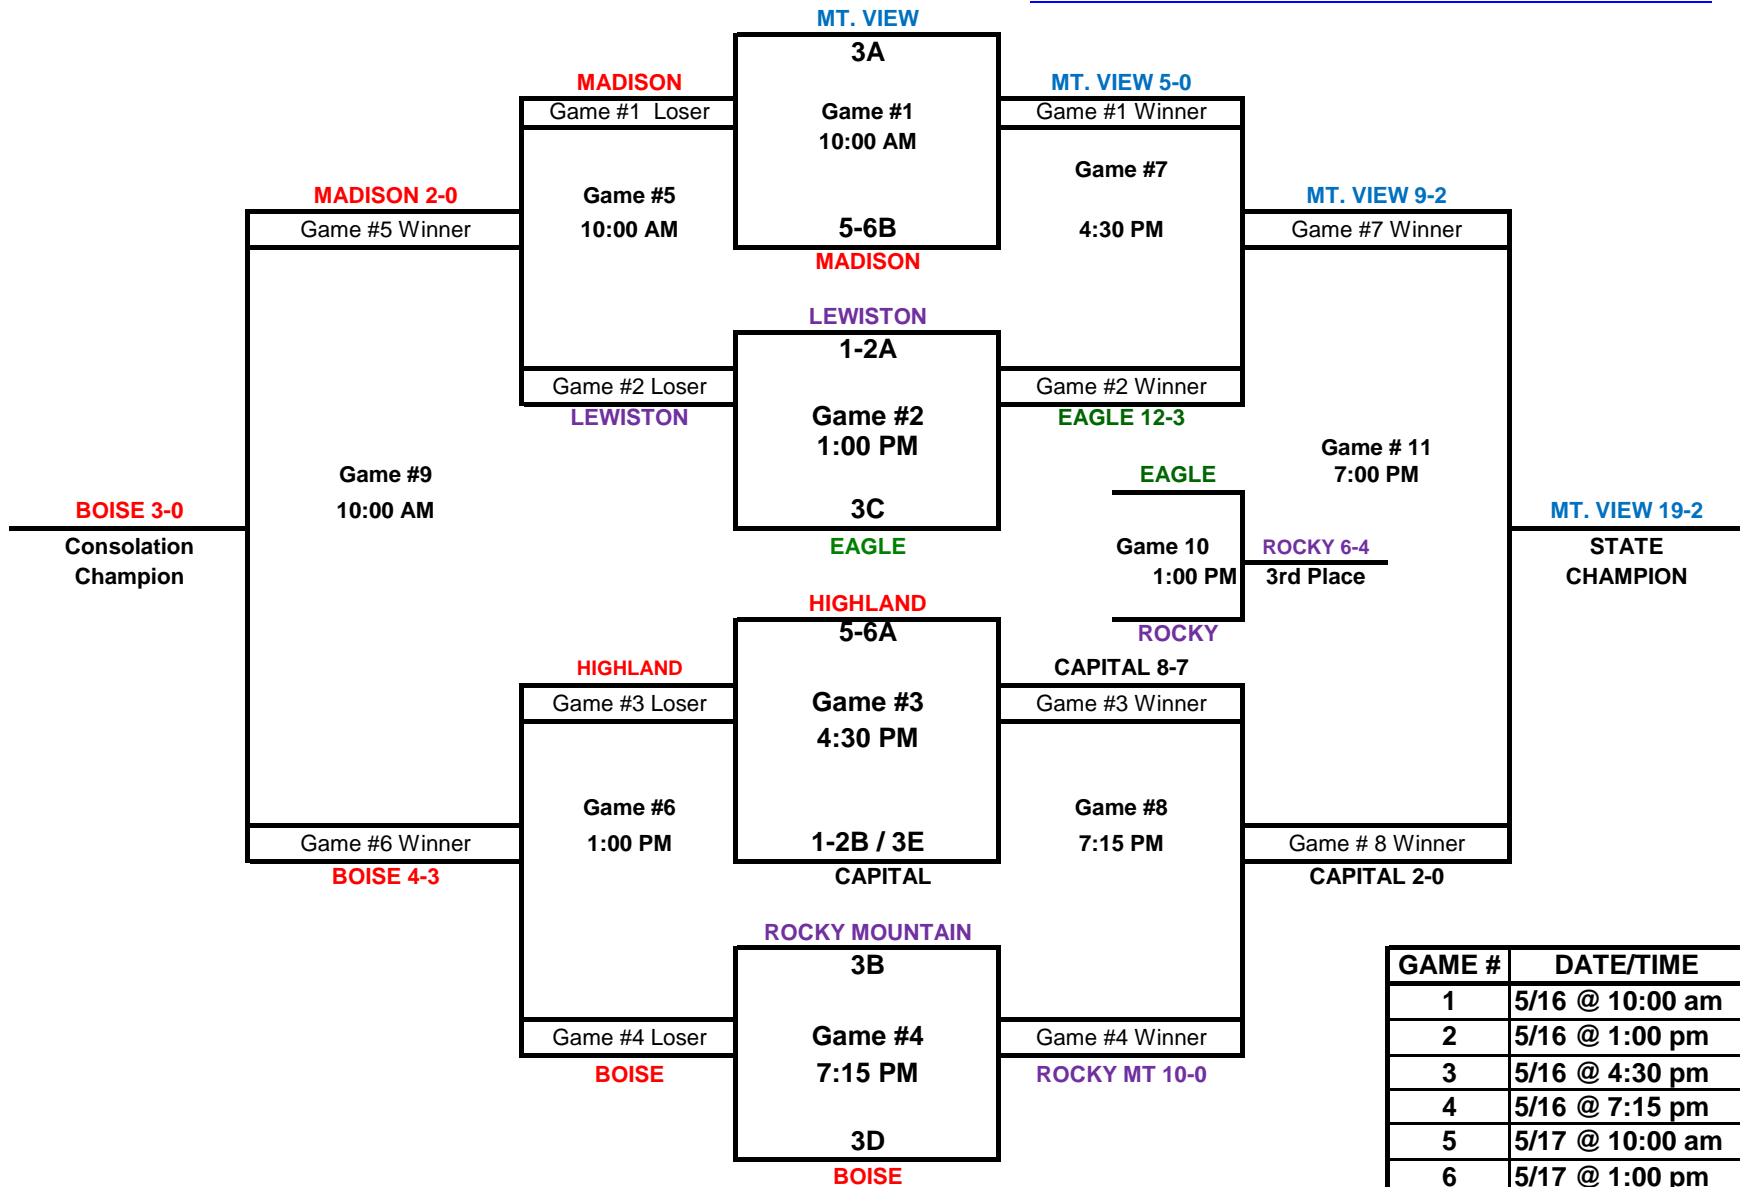 MT. VIEW
3A
MADISON
MT. VIEW 5-0
Game #1 Loser
Game #1
Game #1 Winner
10:00 AM
Game #7
MADISON 2-0
Game #5
MT. VIEW 9-2
Game #5 Winner
10:00 AM
5-6B
4:30 PM
Game #7 Winner
MADISON
LEWISTON
1-2A
Game #2 Loser
Game #2 Winner
LEWISTON
Game #2
EAGLE 12-3
1:00 PM
Game # 11
Game #9
EAGLE
7:00 PM
BOISE 3-0
10:00 AM
3C
MT. VIEW 19-2
Consolation
EAGLE
Game 10
ROCKY 6-4
STATE
Champion
1:00 PM
3rd Place
CHAMPION
HIGHLAND
5-6A
ROCKY
HIGHLAND
CAPITAL 8-7
Game #3 Loser
Game #3
Game #3 Winner
4:30 PM
Game #6
Game #8
Game #6 Winner
1:00 PM
1-2B / 3E
7:15 PM
Game # 8 Winner
BOISE 4-3
CAPITAL
CAPITAL 2-0
ROCKY MOUNTAIN
3B
GAME # DATE/TIME
1 5/16 @ 10:00 am
Game #4 Loser
Game #4
Game #4 Winner
2 5/16 @ 1:00 pm
BOISE
7:15 PM
ROCKY MT 10-0
3 5/16 @ 4:30 pm
4 5/16 @ 7:15 pm
3D
5 5/17 @ 10:00 am
BOISE
6 5/17 @ 1:00 pm